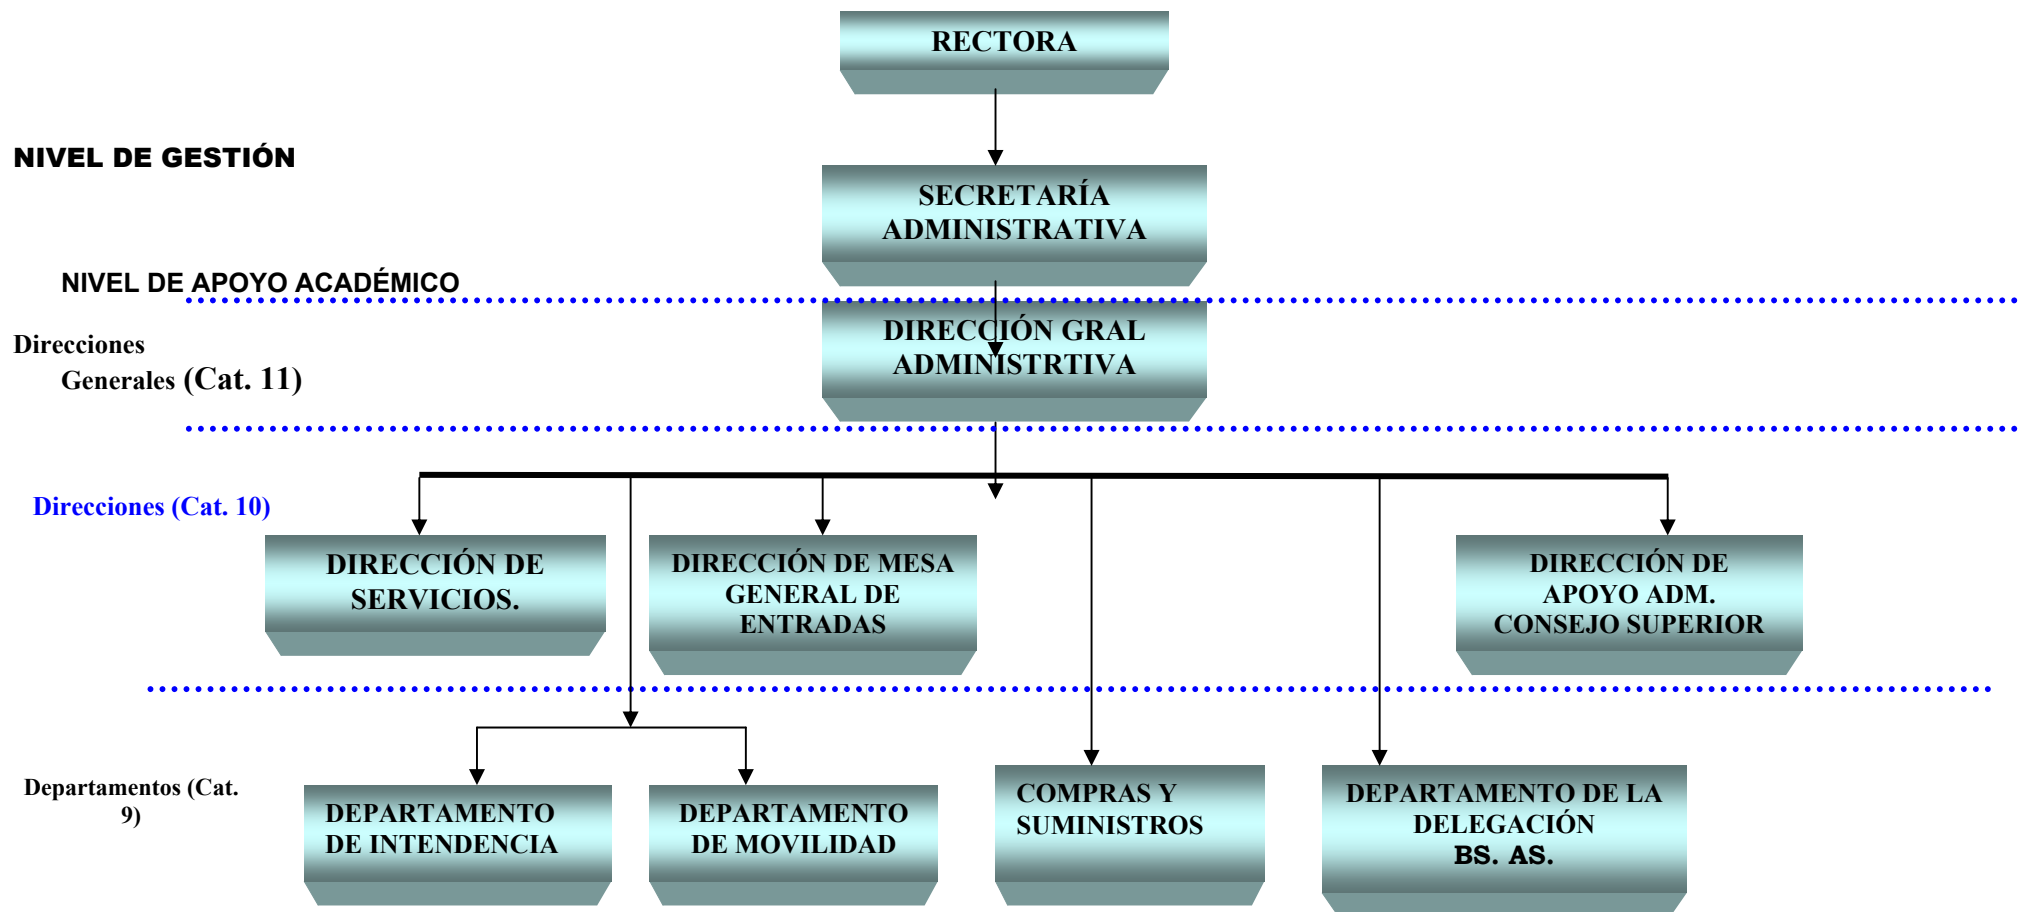 RECTORA
NIVEL DE GESTIÓN
SECRETARÍA
ADMINISTRATIVA
NIVEL DE APOYO ACADÉMICO
DIRECCIÓN GRAL
ADMINISTRTIVA
Direcciones
Generales (Cat. 11)
Direcciones (Cat. 10)
DIRECCIÓN DE
SERVICIOS.
DIRECCIÓN DE MESA
GENERAL DE
ENTRADAS
DIRECCIÓN DE
APOYO ADM.
CONSEJO SUPERIOR
Departamentos (Cat.
9)
DEPARTAMENTO
DE INTENDENCIA
DEPARTAMENTO
DE MOVILIDAD
COMPRAS Y
SUMINISTROS
DEPARTAMENTO DE LA
DELEGACIÓN
BS. AS.